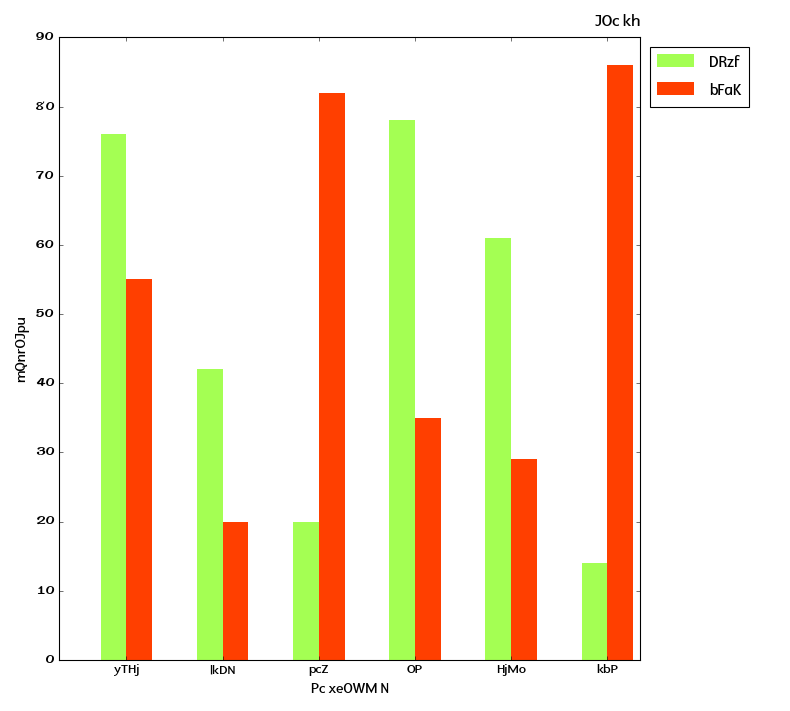 JOc kh
DRzf
bFaK
mQnrOJpu
90
80
70
60
50
40
30
20
10
0
yTHj
lkDN
pcZ
OP
HjMo
kbP
Pc xeOWM N